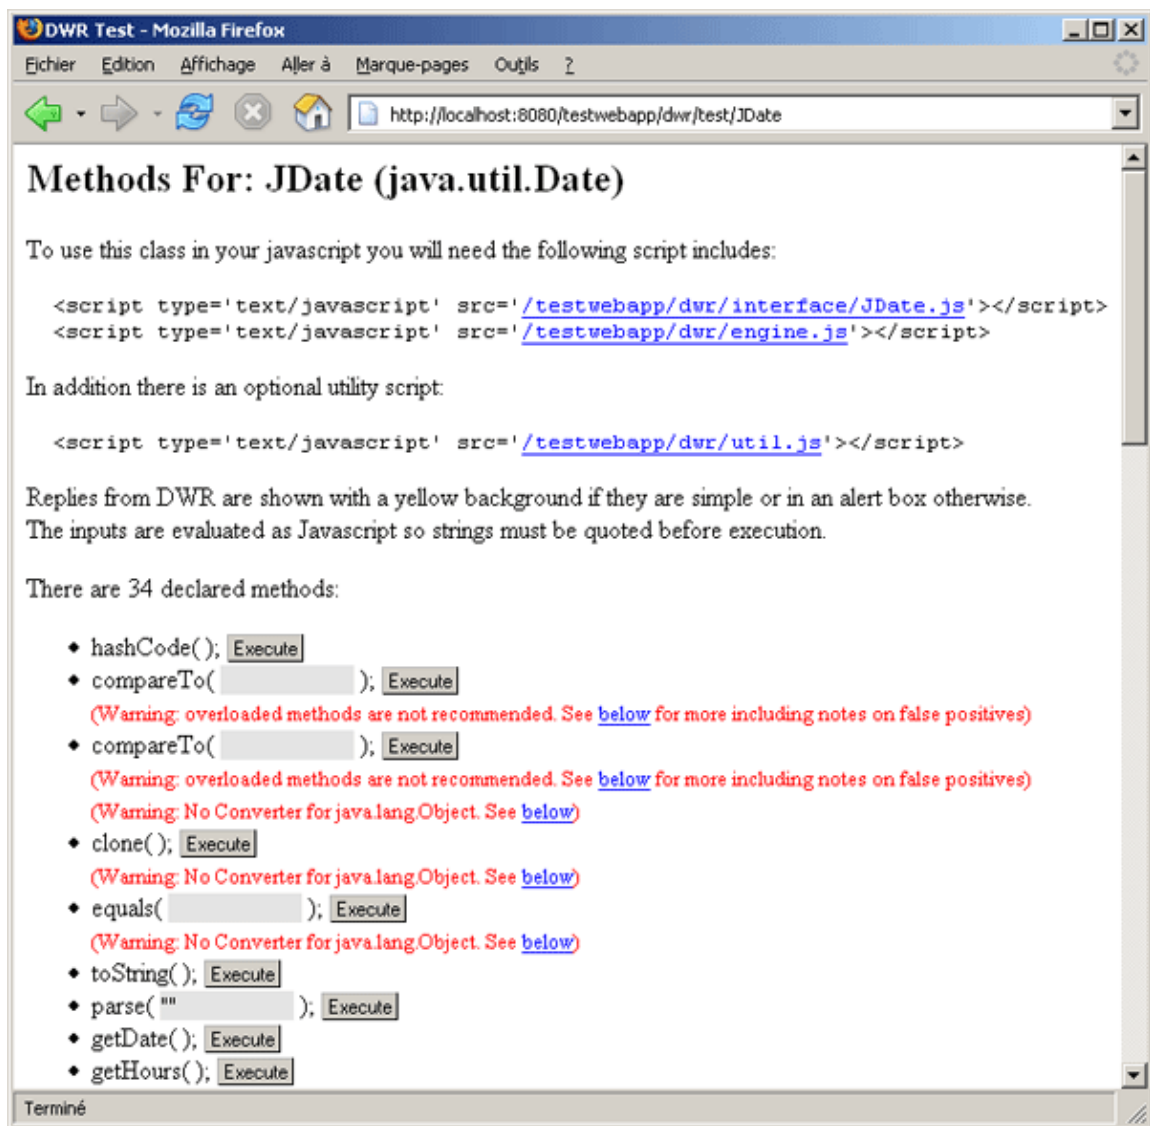 DWR Test - Mozilla Firefox
Fichier Edition Affichage Aller à Marque-pages Outils ?
http://localhost:8080/testwebapp/dwr/test/JDate
Methods For: JDate (java.util.Date)
To use this class in your javascript you will need the following script includes:
<script type='text/javascript' src='/testwebapp/dwr/interface/JDate.js'></script>
<script type='text/javascript' src='/testwebapp/dwr/engine.js'></script>
In addition there is an optional utility script:
<script type='text/javascript' src='/testwebapp/dwr/util.js'></script>
Replies from DWR are shown with a yellow background if they are simple or in an alert box otherwise.
The inputs are evaluated as Javascript so strings must be quoted before execution.
There are 34 declared methods:
• hashCode( ); Execute
• compareTo( ); Execute
(Warning: overloaded methods are not recommended. See below for more including notes on false positives)
• compareTo( ); Execute
(Warning: overloaded methods are not recommended. See below for more including notes on false positives)
(Warning: No Converter for java.lang.Object. See below)
• clone( ); Execute
(Warning: No Converter for java.lang.Object. See below)
• equals( ); Execute
(Warning: No Converter for java.lang.Object. See below)
• toString( ); Execute
• parse( "" ); Execute
• getDate( ); Execute
• getHours( ); Execute
Terminé